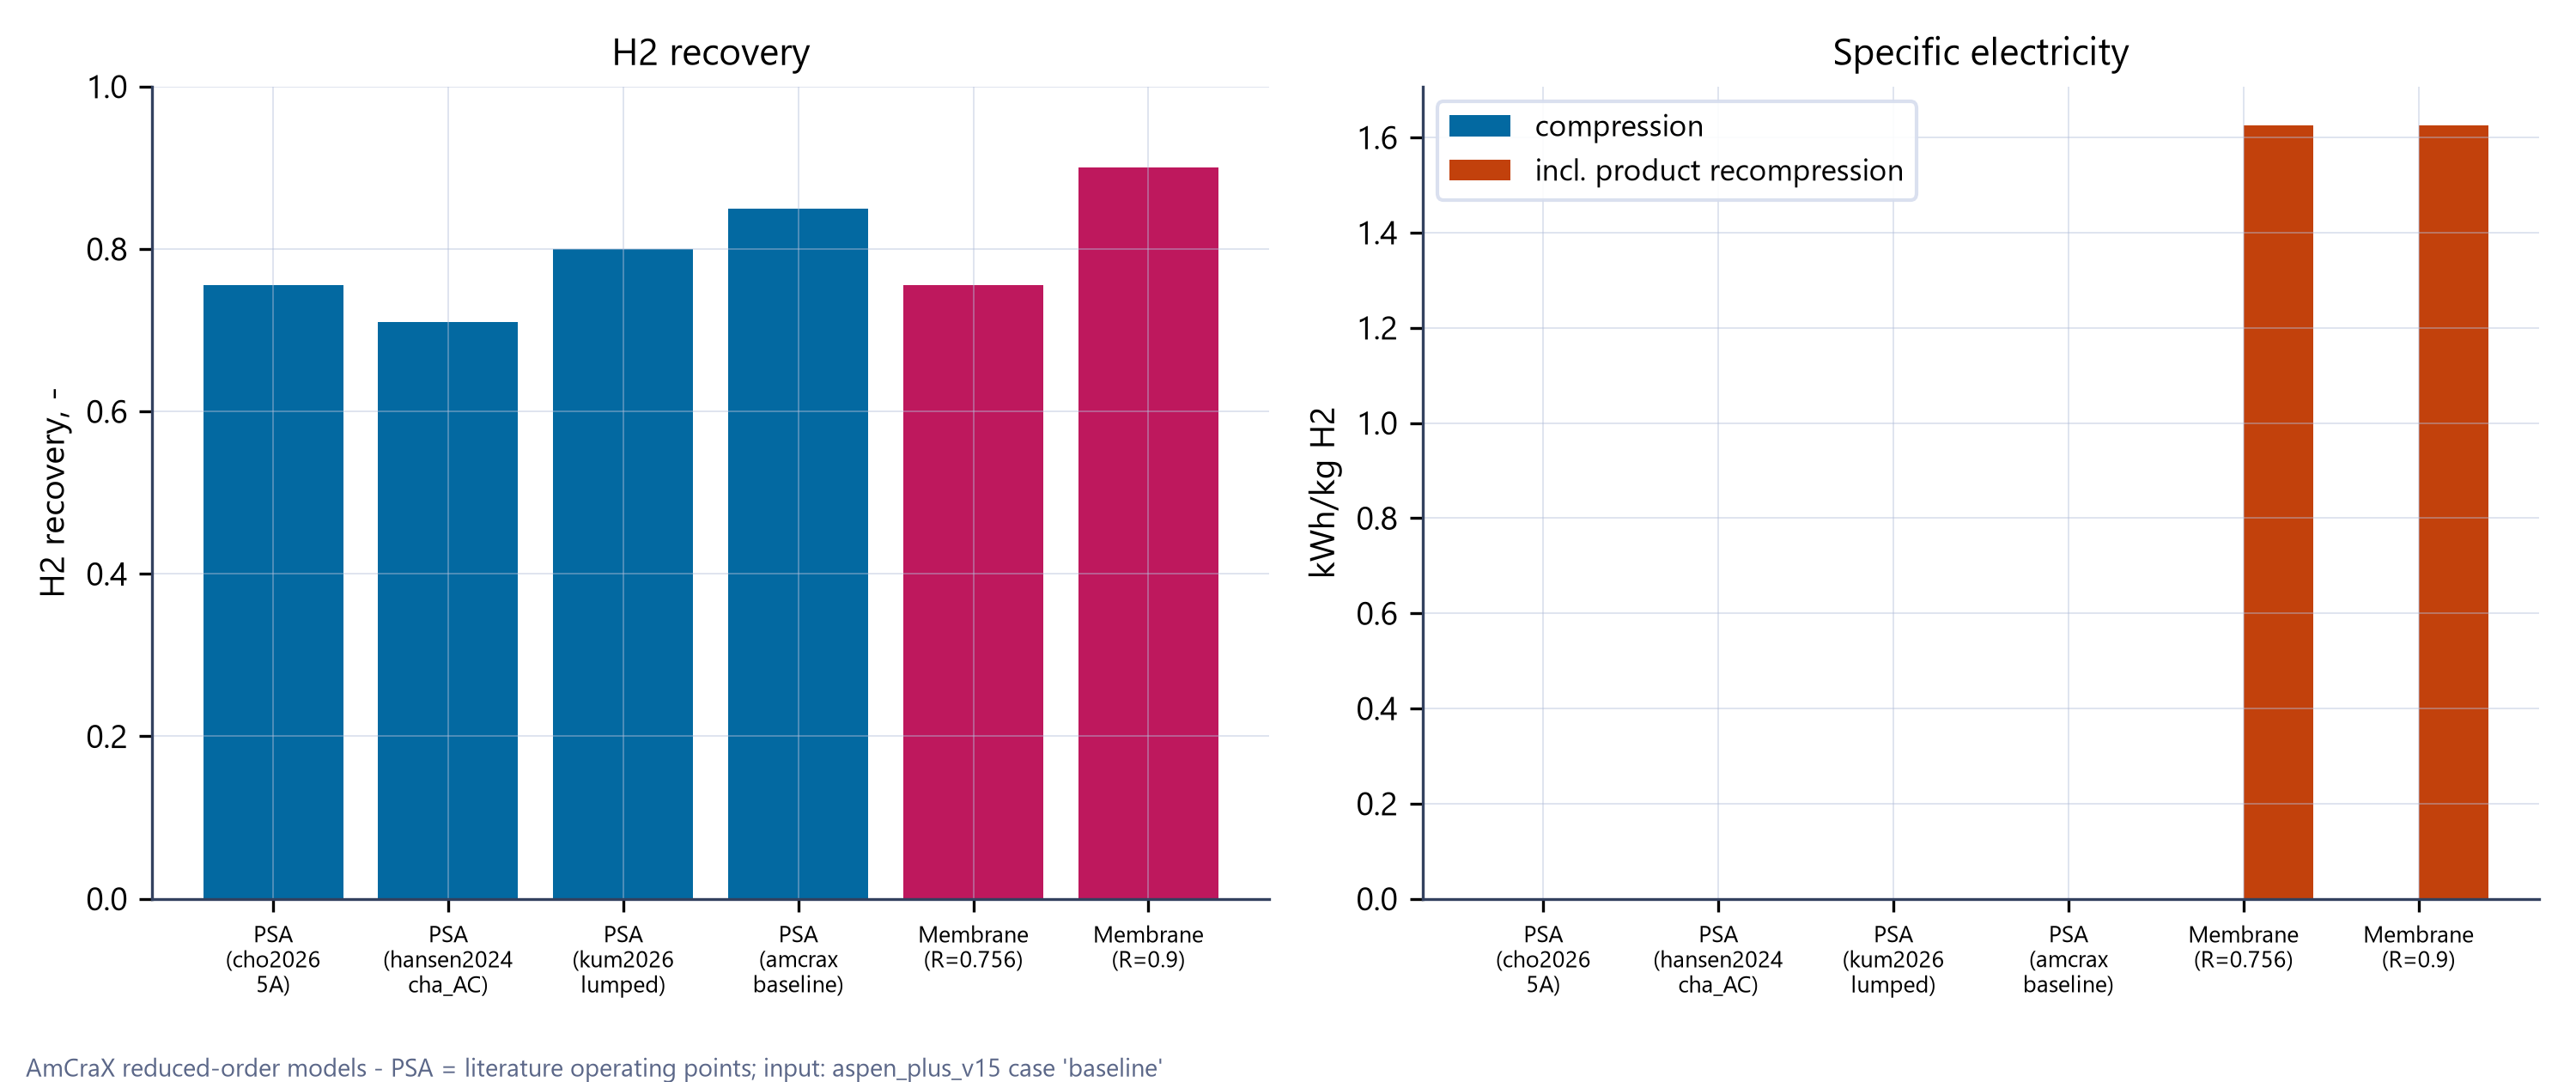 H2 recovery
H2 recovery, -
1.0
0.8
0.6
0.4
0.2
0.0
PSA
(cho2026
5A)
PSA
(hansen2024
cha_AC)
PSA
(kum2026
lumped)
PSA
(amcrax
baseline)
Membrane
(R=0.756)
Membrane
(R=0.9)
Specific electricity
compression
incl. product recompression
kWh/kg H2
1.6
1.4
1.2
1.0
0.8
0.6
0.4
0.2
0.0
PSA
(cho2026
5A)
PSA
(hansen2024
cha_AC)
PSA
(kum2026
lumped)
PSA
(amcrax
baseline)
Membrane
(R=0.756)
Membrane
(R=0.9)
AmCraX reduced-order models - PSA = literature operating points; input: aspen_plus_v15 case 'baseline'